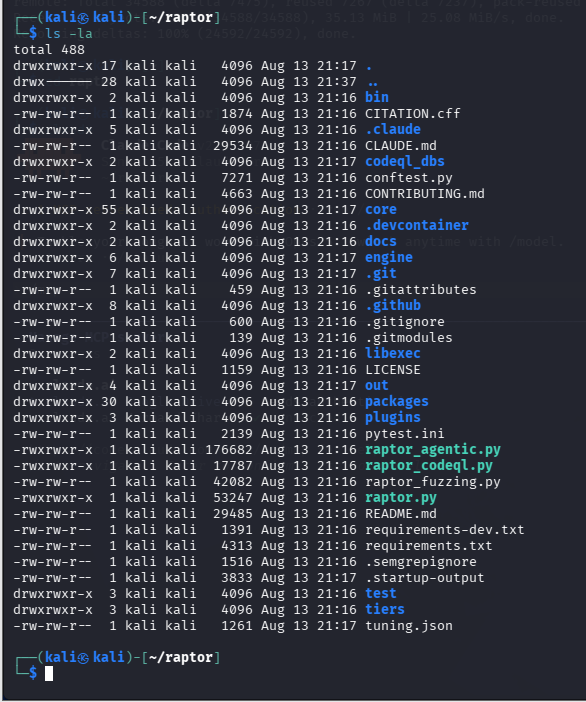 ┌──(kali㉿kali)-[~/raptor]
└─$ ls -la
total 488
drwxrwxr-x 17 kali kali   4096 Aug 13 21:17 .
drwx------ 28 kali kali   4096 Aug 13 21:37 ..
drwxrwxr-x  2 kali kali   4096 Aug 13 21:16 bin
-rw-rw-r--  1 kali kali   1874 Aug 13 21:16 CITATION.cff
drwxrwxr-x  5 kali kali   4096 Aug 13 21:16 .claude
-rw-rw-r--  1 kali kali  29534 Aug 13 21:16 CLAUDE.md
drwxrwxr-x  2 kali kali   4096 Aug 13 21:17 codeql_dbs
-rw-rw-r--  1 kali kali   7271 Aug 13 21:16 conftest.py
-rw-rw-r--  1 kali kali   4663 Aug 13 21:16 CONTRIBUTING.md
drwxrwxr-x 55 kali kali   4096 Aug 13 21:17 core
drwxrwxr-x  2 kali kali   4096 Aug 13 21:16 .devcontainer
drwxrwxr-x  2 kali kali   4096 Aug 13 21:16 docs
drwxrwxr-x  6 kali kali   4096 Aug 13 21:16 engine
drwxrwxr-x  7 kali kali   4096 Aug 13 21:17 .git
-rw-rw-r--  1 kali kali    459 Aug 13 21:16 .gitattributes
drwxrwxr-x  8 kali kali   4096 Aug 13 21:16 .github
-rw-rw-r--  1 kali kali    600 Aug 13 21:16 .gitignore
-rw-rw-r--  1 kali kali    139 Aug 13 21:16 .gitmodules
drwxrwxr-x  2 kali kali   4096 Aug 13 21:16 libexec
-rw-rw-r--  1 kali kali   1159 Aug 13 21:16 LICENSE
drwxrwxr-x  4 kali kali   4096 Aug 13 21:17 out
drwxrwxr-x 30 kali kali   4096 Aug 13 21:16 packages
drwxrwxr-x  3 kali kali   4096 Aug 13 21:16 plugins
-rw-rw-r--  1 kali kali   2139 Aug 13 21:16 pytest.ini
-rwxrwxr-x  1 kali kali 176682 Aug 13 21:16 raptor_agentic.py
-rwxrwxr-x  1 kali kali  17787 Aug 13 21:16 raptor_codeql.py
-rw-rw-r--  1 kali kali  42082 Aug 13 21:16 raptor_fuzzing.py
-rwxrwxr-x  1 kali kali  53247 Aug 13 21:16 raptor.py
-rw-rw-r--  1 kali kali  29485 Aug 13 21:16 README.md
-rw-rw-r--  1 kali kali   1391 Aug 13 21:16 requirements-dev.txt
-rw-rw-r--  1 kali kali   4313 Aug 13 21:16 requirements.txt
-rw-rw-r--  1 kali kali   1516 Aug 13 21:16 .semgrepignore
-rw-rw-r--  1 kali kali   3833 Aug 13 21:17 .startup-output
drwxrwxr-x  3 kali kali   4096 Aug 13 21:16 test
drwxrwxr-x  3 kali kali   4096 Aug 13 21:16 tiers
-rw-rw-r--  1 kali kali   1261 Aug 13 21:17 tuning.json
┌──(kali㉿kali)-[~/raptor]
└─$